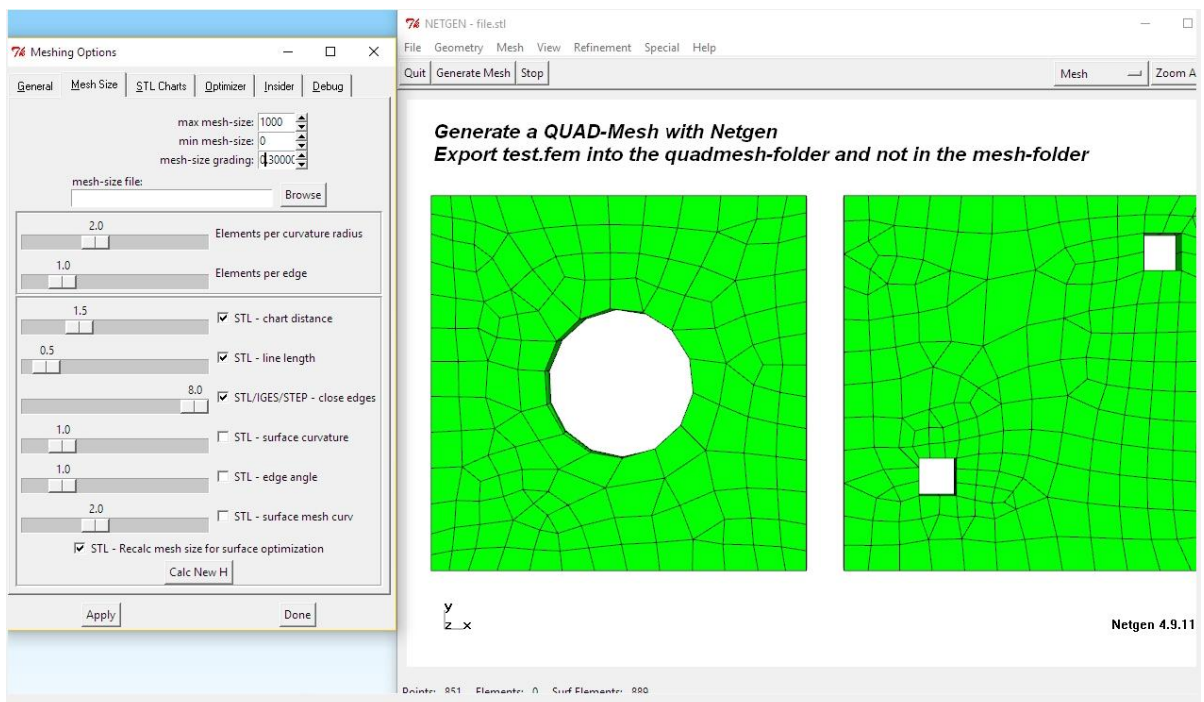 Meshing Options
General Mesh Size STL Charts Optimizer Insider Debug
max mesh-size: 1000
min mesh-size: 0
mesh-size grading: 0.3000
mesh-size file:
Browse
2.0
Elements per curvature radius
1.0
Elements per edge
1.5
STL - chart distance
0.5
STL - line length
8.0
STL/IGES/STEP - close edges
1.0
STL - surface curvature
1.0
STL - edge angle
2.0
STL - surface mesh curv
STL - Recalc mesh size for surface optimization
Calc New H
Apply Done
NETGEN - file.stl
File Geometry Mesh View Refinement Special Help
Quit Generate Mesh Stop Mesh Zoom A
Generate a QUAD-Mesh with Netgen
Export test.fem into the quadmesh-folder and not in the mesh-folder
y
z x
Netgen 4.9.11
Points: 851 Elements: 0 Surf Elements: 889